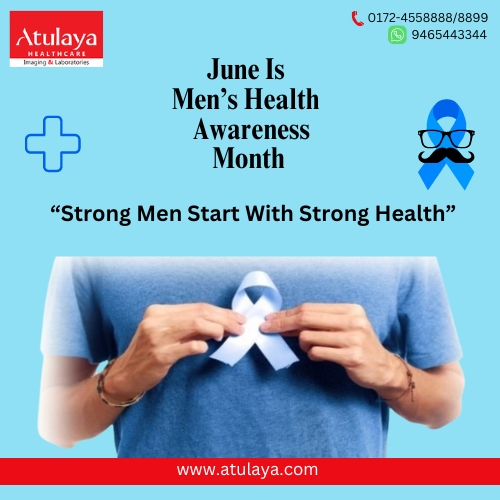 Atulaya
HEALTHCARE
Imaging & Laboratories
0172-4558888/8899
9465443344
June Is
Men’s Health
Awareness
Month
“Strong Men Start With Strong Health”
www.atulaya.com